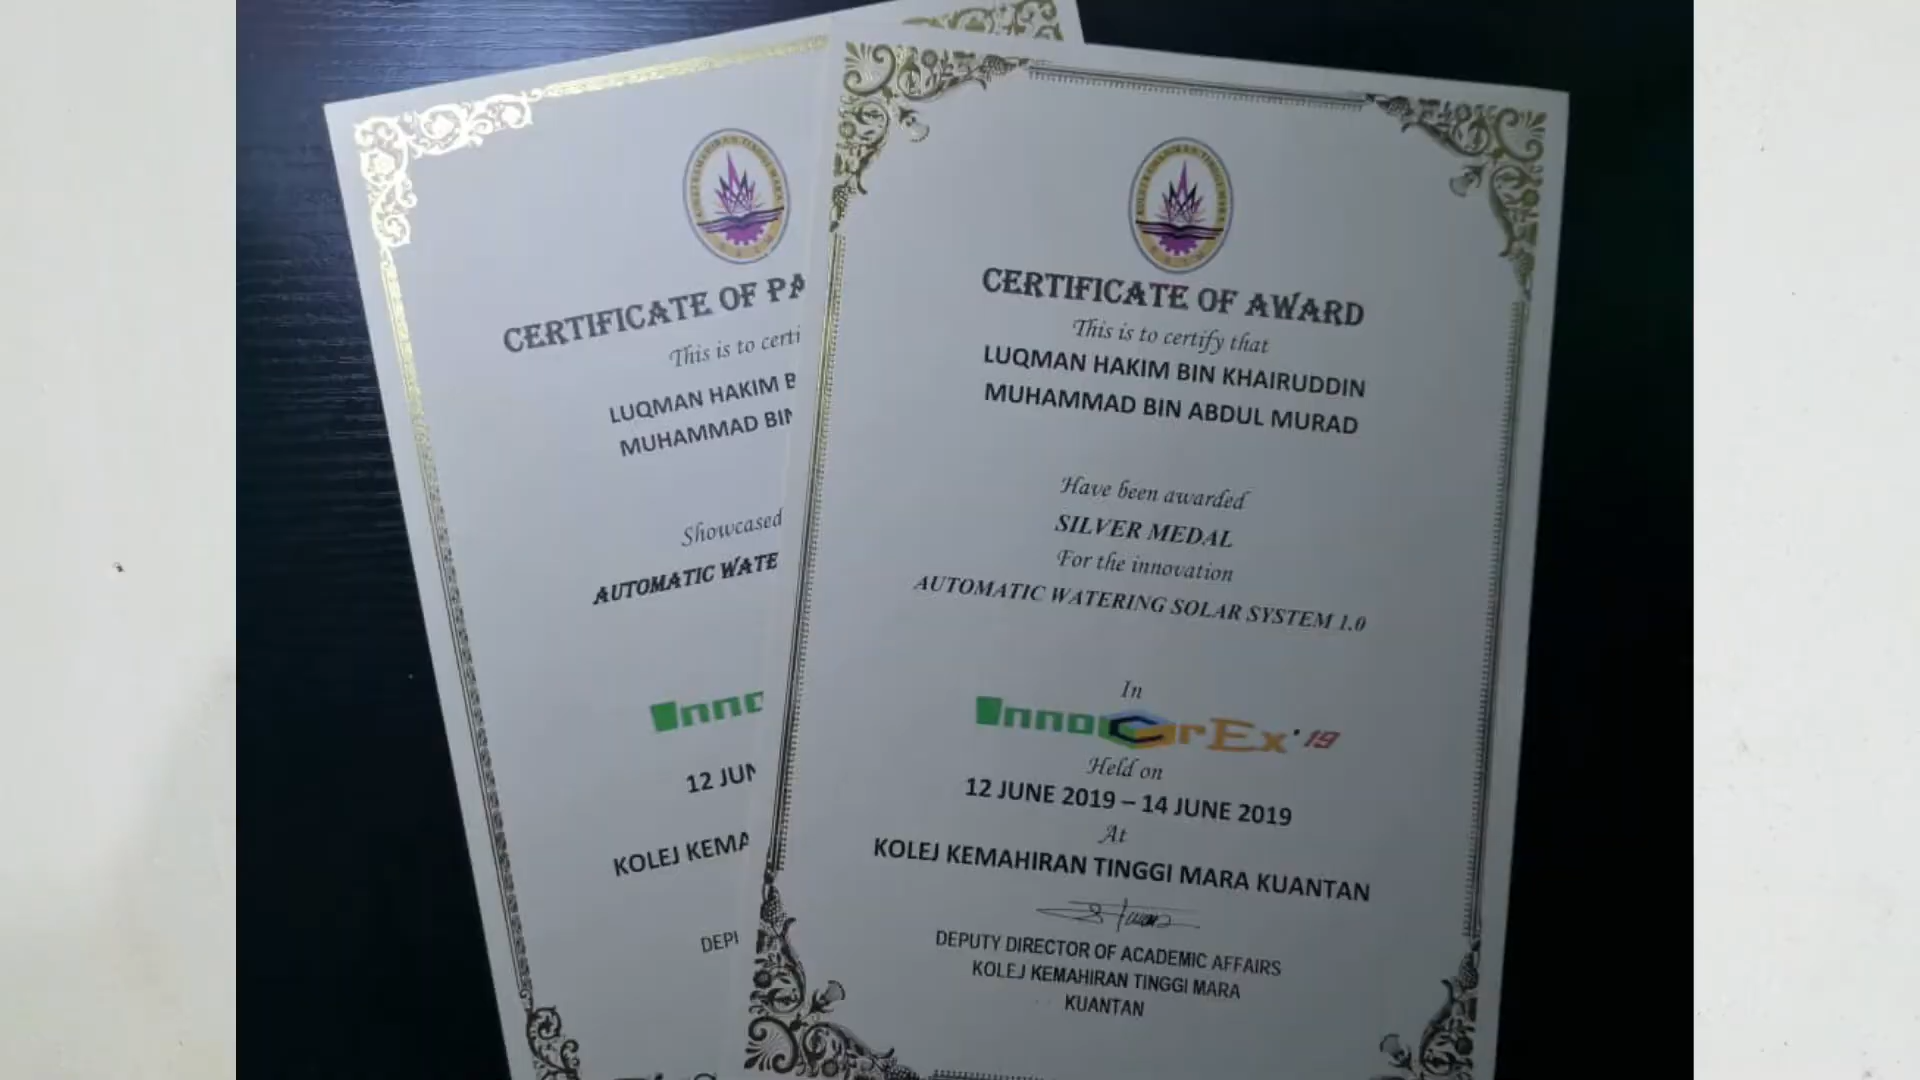 CERTIFICATE OF PA
This is to certi
LUQMAN HAKIM B
MUHAMMAD BIN
Showcased
AUTOMATIC WATE
Inno
12 JUN
KOLEJ KEMA
DEPU
CERTIFICATE OF AWARD
This is to certify that
LUQMAN HAKIM BIN KHAIRUDDIN
MUHAMMAD BIN ABDUL MURAD
Have been awarded
SILVER MEDAL
For the innovation
AUTOMATIC WATERING SOLAR SYSTEM 1.0
In
InnoCrEx'19
Held on
12 JUNE 2019 – 14 JUNE 2019
At
KOLEJ KEMAHIRAN TINGGI MARA KUANTAN
DEPUTY DIRECTOR OF ACADEMIC AFFAIRS
KOLEJ KEMAHIRAN TINGGI MARA
KUANTAN